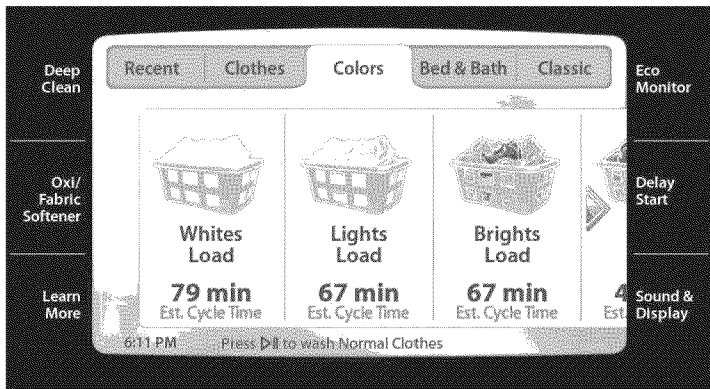 Deep
Clean
Oxi/
Fabric
Softener
Learn
More
Recent Clothes Colors Bed & Bath Classic
Whites Lights Brights
Load Load Load
79 min 67 min 67 min 4
Est. Cycle Time Est. Cycle Time Est. Cycle Time Est.
6:11 PM Press ▷II to wash Normal Clothes
Eco
Monitor
Delay
Start
Sound &
Display